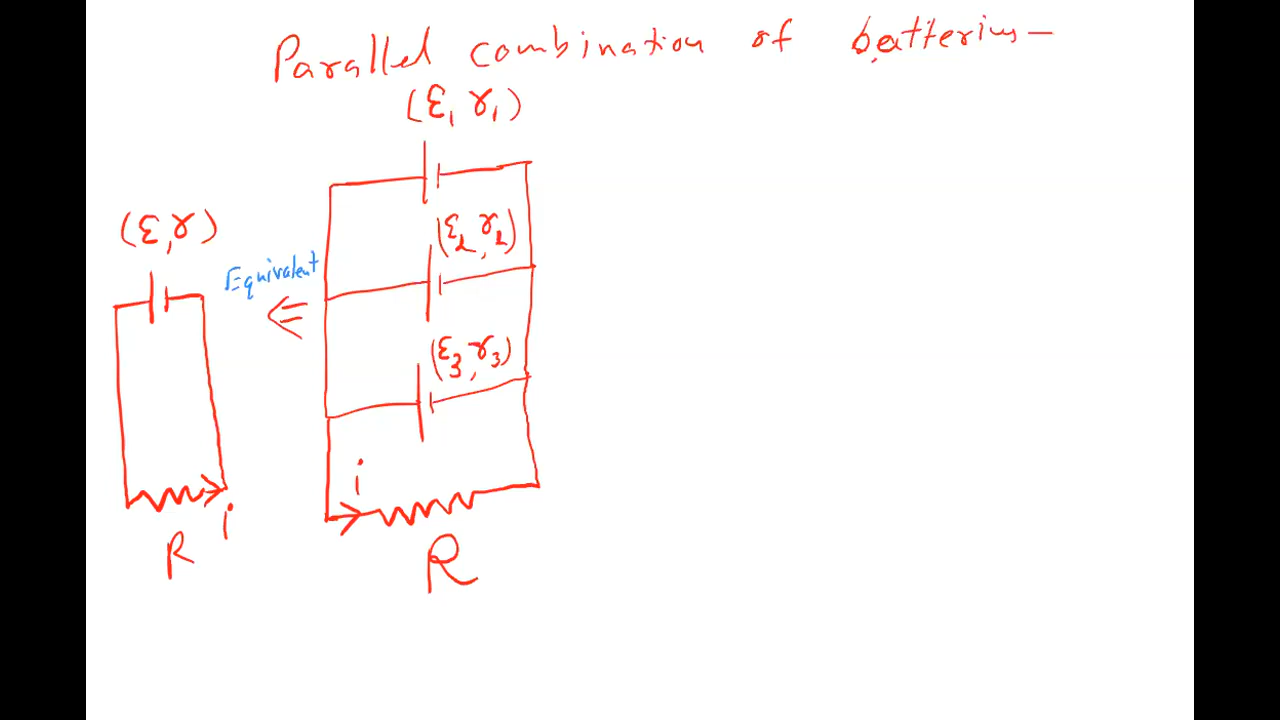 Parallel combination of batteries —
(ε₁ r₁)
(ε₂, r₂)
(ε, r)
Equivalent
(ε₃, r₃)
i
R
i
R